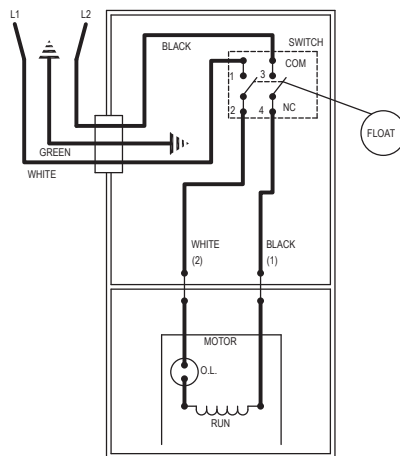 L1 L2
BLACK
SWITCH
COM
1 3
2 4 NC
FLOAT
GREEN
WHITE
WHITE BLACK
(2) (1)
MOTOR
O.L.
RUN